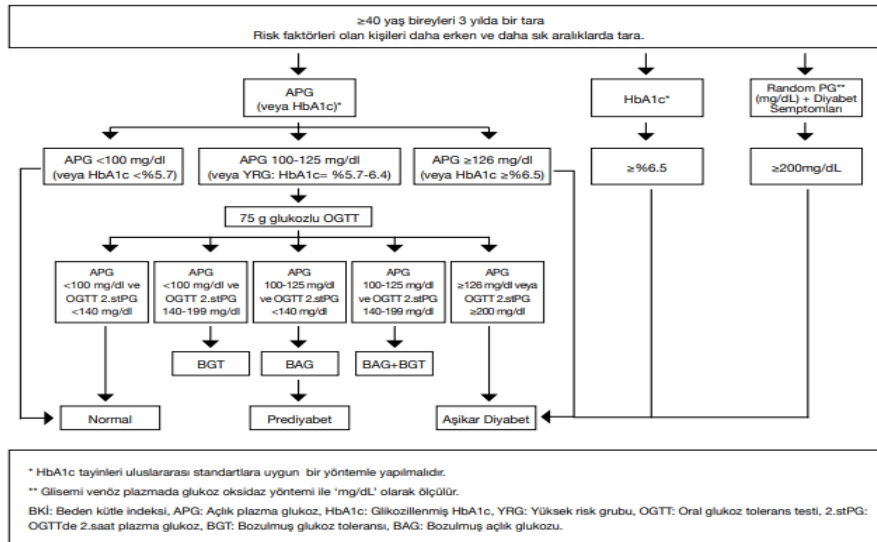 ≥40 yaş bireyleri 3 yılda bir tara
Risk faktörleri olan kişileri daha erken ve daha sık aralıklarda tara.
APG
(veya HbA1c)*
HbA1c*
Random PG**
(mg/dL) + Diyabet
Semptomları
APG <100 mg/dl
(veya HbA1c <%5.7)
APG 100-125 mg/dl
(veya YRG: HbA1c= %5.7-6.4)
APG ≥126 mg/dl
(veya HbA1c ≥%6.5)
≥%6.5
≥200mg/dL
75 g glukozlu OGTT
APG
<100 mg/dl ve
OGTT 2.stPG
<140 mg/dl
APG
<100 mg/dl ve
OGTT 2.stPG
140-199 mg/dl
APG
100-125 mg/dl
ve OGTT 2.stPG
<140 mg/dl
APG
100-125 mg/dl
ve OGTT 2.stPG
140-199 mg/dl
APG
≥126 mg/dl veya
OGTT 2.stPG
≥200 mg/dl
BGT
BAG
BAG+BGT
Normal
Prediyabet
Aşikar Diyabet
* HbA1c tayinleri uluslararası standartlara uygun bir yöntemle yapılmalıdır.
** Glisemi venöz plazmada glukoz oksidaz yöntemi ile 'mg/dL' olarak ölçülür.
BKİ: Beden kütle indeksi, APG: Açlık plazma glukoz, HbA1c: Glikozillenmiş HbA1c, YRG: Yüksek risk grubu, OGTT: Oral glukoz tolerans testi, 2.stPG:
OGTTde 2.saat plazma glukoz, BGT: Bozulmuş glukoz toleransı, BAG: Bozulmuş açlık glukozu.